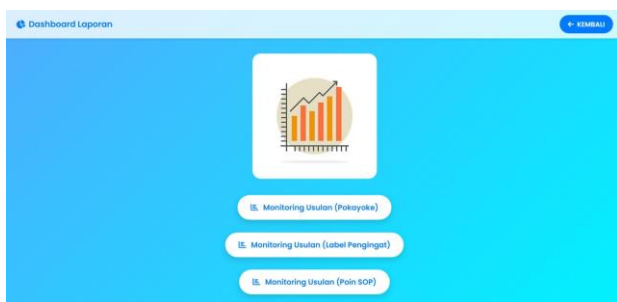 Dashboard Laporan
← KEMBALI
Monitoring Usulan (Pokayoke)
Monitoring Usulan (Label Pengingat)
Monitoring Usulan (Poin SOP)